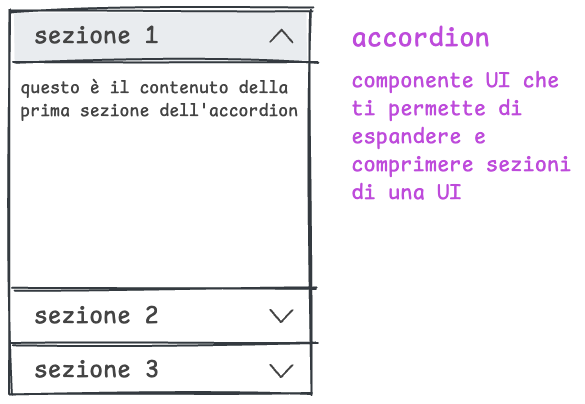 sezione 1
questo è il contenuto della
prima sezione dell'accordion
sezione 2
sezione 3
accordion
componente UI che
ti permette di
espandere e
comprimere sezioni
di una UI